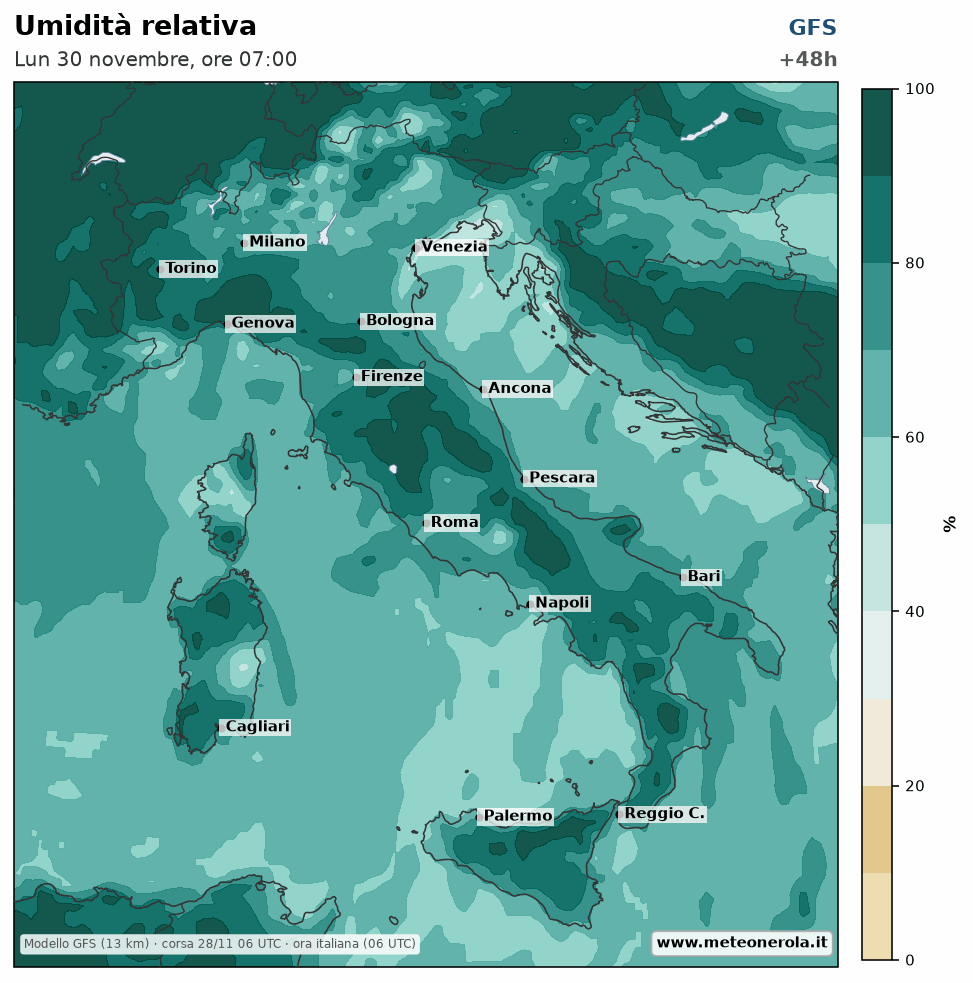 Umidità relativa
GFS
Lun 30 novembre, ore 07:00
+48h
100
80
60
40
20
0
%
Milano
Venezia
Torino
Genova
Bologna
Firenze
Ancona
Pescara
Roma
Bari
Napoli
Cagliari
Palermo
Reggio C.
Modello GFS (13 km) · corsa 28/11 06 UTC · ora italiana (06 UTC)
www.meteonerola.it